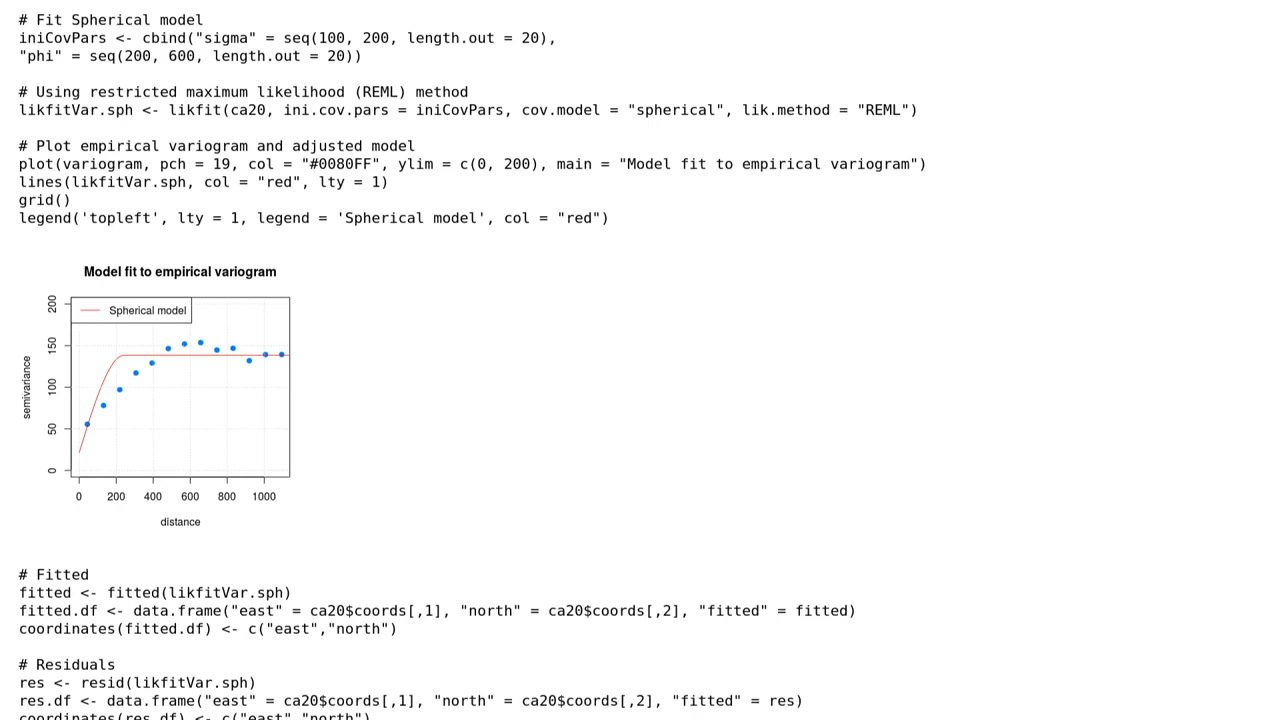 # Fit Spherical model
iniCovPars <- cbind("sigma" = seq(100, 200, length.out = 20),
"phi" = seq(200, 600, length.out = 20))
# Using restricted maximum likelihood (REML) method
likfitVar.sph <- likfit(ca20, ini.cov.pars = iniCovPars, cov.model = "spherical", lik.method = "REML")
# Plot empirical variogram and adjusted model
plot(variogram, pch = 19, col = "#0080FF", ylim = c(0, 200), main = "Model fit to empirical variogram")
lines(likfitVar.sph, col = "red", lty = 1)
grid()
legend('topleft', lty = 1, legend = 'Spherical model', col = "red")
Model fit to empirical variogram
Spherical model
200
150
100
50
0
semivariance
0 200 400 600 800 1000
distance
# Fitted
fitted <- fitted(likfitVar.sph)
fitted.df <- data.frame("east" = ca20$coords[,1], "north" = ca20$coords[,2], "fitted" = fitted)
coordinates(fitted.df) <- c("east","north")
# Residuals
res <- resid(likfitVar.sph)
res.df <- data.frame("east" = ca20$coords[,1], "north" = ca20$coords[,2], "fitted" = res)
coordinates(res.df) <- c("east","north")